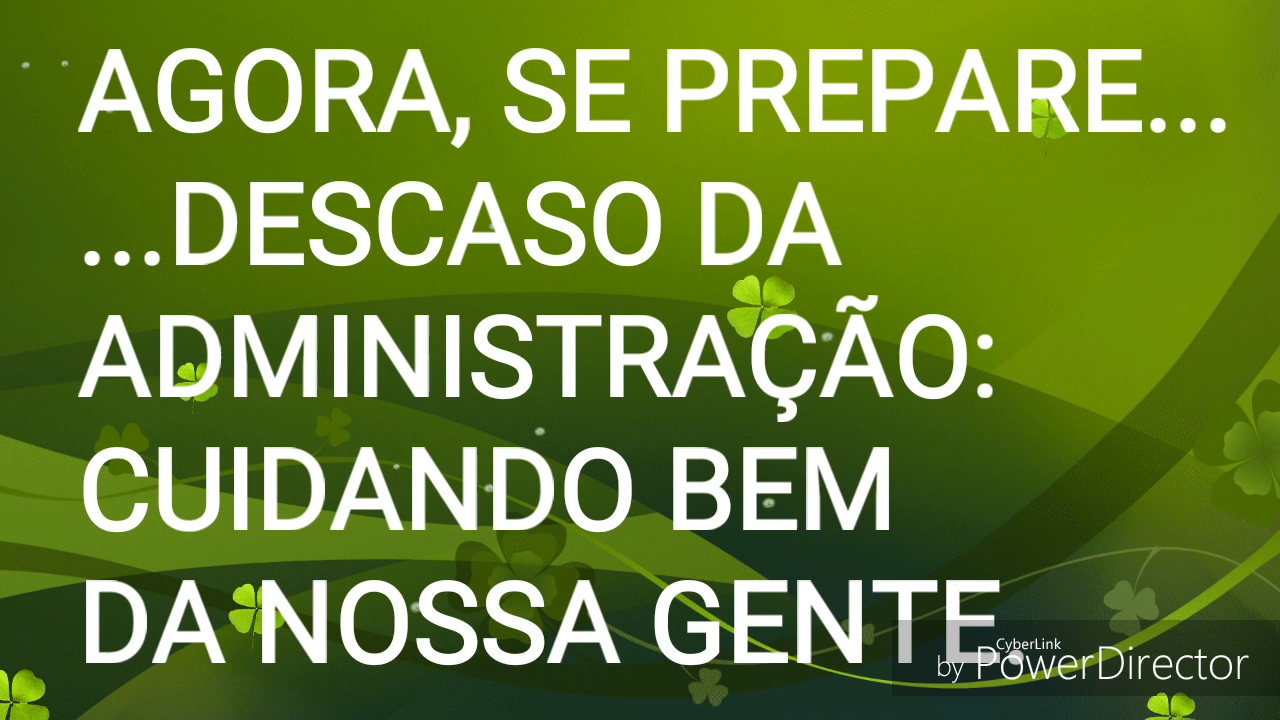 AGORA, SE PREPARE...
...DESCASO DA
ADMINISTRAÇÃO:
CUIDANDO BEM
DA NOSSA GENTE.
CyberLink
by PowerDirector